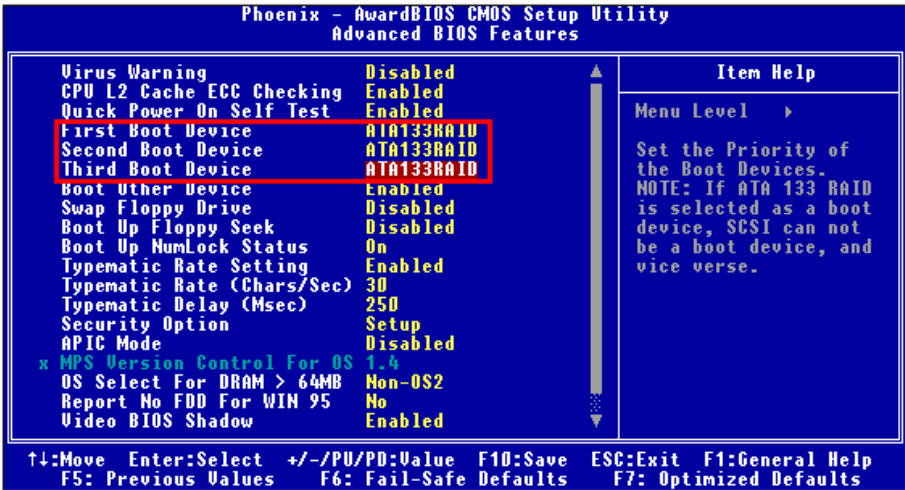 Phoenix - AwardBIOS CMOS Setup Utility
Advanced BIOS Features
Virus Warning Disabled
CPU L2 Cache ECC Checking Enabled
Quick Power On Self Test Enabled
First Boot Device ATA133RAID
Second Boot Device ATA133RAID
Third Boot Device ATA133RAID
Boot Other Device Enabled
Swap Floppy Drive Disabled
Boot Up Floppy Seek Disabled
Boot Up NumLock Status On
Typematic Rate Setting Enabled
Typematic Rate (Chars/Sec) 30
Typematic Delay (Msec) 250
Security Option Setup
APIC Mode Disabled
x MPS Version Control For OS 1.4
OS Select For DRAM > 64MB Non-OS2
Report No FDD For WIN 95 No
Video BIOS Shadow Enabled
Item Help
Menu Level ▸
Set the Priority of
the Boot Devices.
NOTE: If ATA 133 RAID
is selected as a boot
device, SCSI can not
be a boot device, and
vice verse.
↑↓:Move Enter:Select +/-/PU/PD:Value F10:Save ESC:Exit F1:General Help
F5: Previous Values F6: Fail-Safe Defaults F7: Optimized Defaults